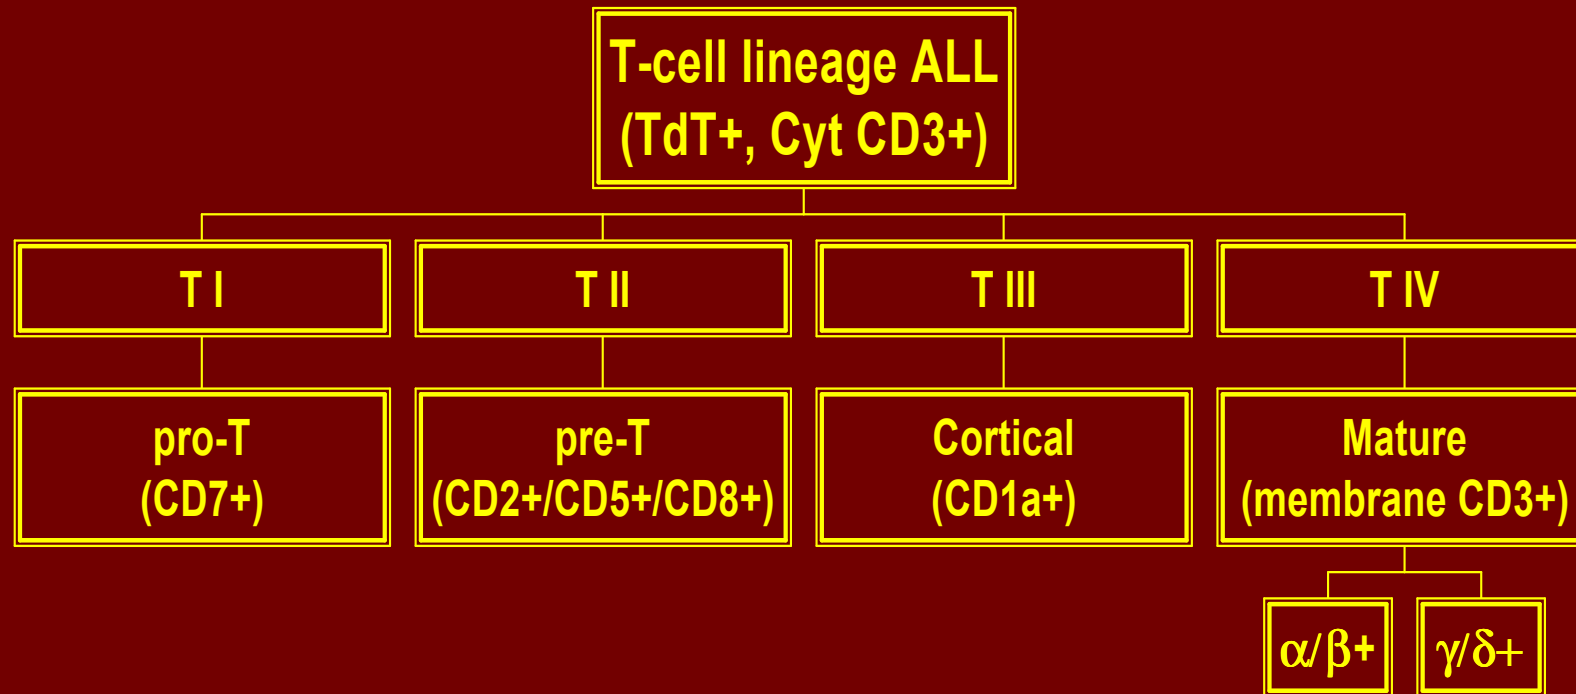 T-cell lineage ALL
(TdT+, Cyt CD3+)
T I
T II
T III
T IV
pro-T
(CD7+)
pre-T
(CD2+/CD5+/CD8+)
Cortical
(CD1a+)
Mature
(membrane CD3+)
α/β+
γ/δ+